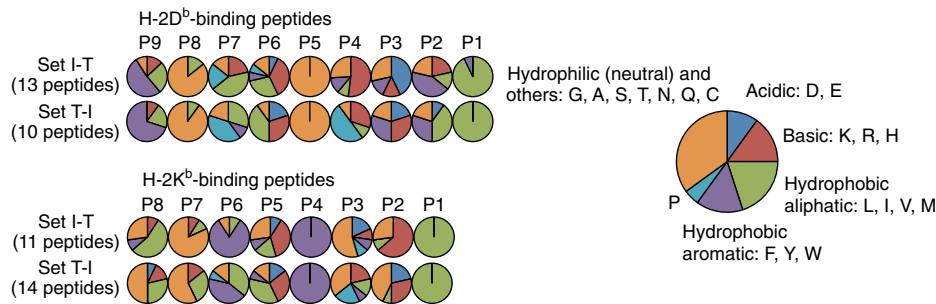 H-2Dᵇ-binding peptides
P9 P8 P7 P6 P5 P4 P3 P2 P1
Set I-T
(13 peptides)
Set T-I
(10 peptides)
H-2Kᵇ-binding peptides
P8 P7 P6 P5 P4 P3 P2 P1
Set I-T
(11 peptides)
Set T-I
(14 peptides)
Hydrophilic (neutral) and
others: G, A, S, T, N, Q, C
Acidic: D, E
Basic: K, R, H
Hydrophobic
aliphatic: L, I, V, M
P
Hydrophobic
aromatic: F, Y, W